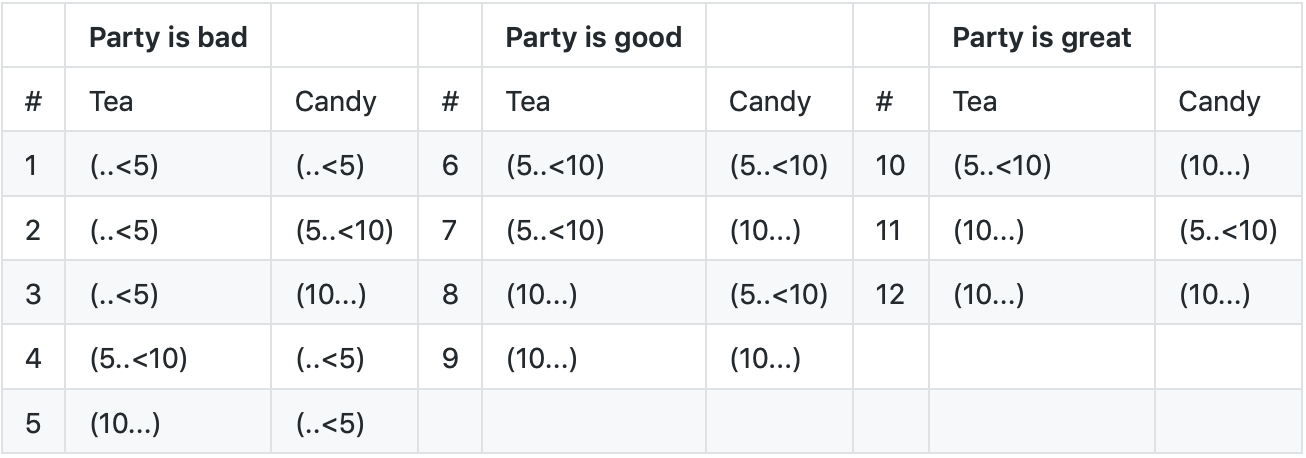 Party is bad Party is good Party is great
# Tea Candy # Tea Candy # Tea Candy
1 (..<5) (..<5) 6 (5..<10) (5..<10) 10 (5..<10) (10...)
2 (..<5) (5..<10) 7 (5..<10) (10...) 11 (10...) (5..<10)
3 (..<5) (10...) 8 (10...) (5..<10) 12 (10...) (10...)
4 (5..<10) (..<5) 9 (10...) (10...)
5 (10...) (..<5)